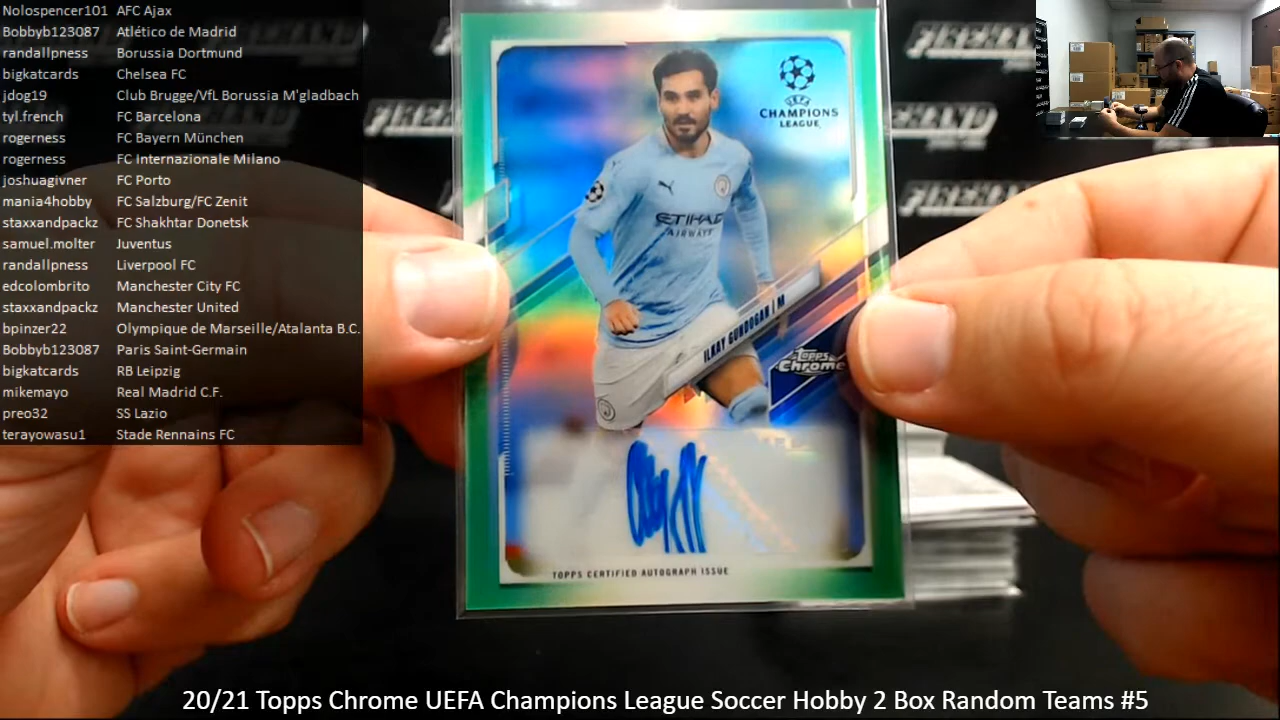 Nolospencer101 AFC Ajax
Bobbyb123087 Atlético de Madrid
randallpness Borussia Dortmund
bigkatcards Chelsea FC
jdog19 Club Brugge/VfL Borussia M'gladbach
tyl.french FC Barcelona
rogerness FC Bayern München
rogerness FC Internazionale Milano
joshuagivner FC Porto
mania4hobby FC Salzburg/FC Zenit
staxxandpackz FC Shakhtar Donetsk
samuel.molter Juventus
randallpness Liverpool FC
edcolombrito Manchester City FC
staxxandpackz Manchester United
bpinzer22 Olympique de Marseille/Atalanta B.C.
Bobbyb123087 Paris Saint-Germain
bigkatcards RB Leipzig
mikemayo Real Madrid C.F.
preo32 SS Lazio
terayowasu1 Stade Rennains FC
UEFA
CHAMPIONS
LEAGUE
ETIHAD
AIRWAYS
ILKAY GUNDOGAN | M
Topps
Chrome
TOPPS CERTIFIED AUTOGRAPH ISSUE
20/21 Topps Chrome UEFA Champions League Soccer Hobby 2 Box Random Teams #5